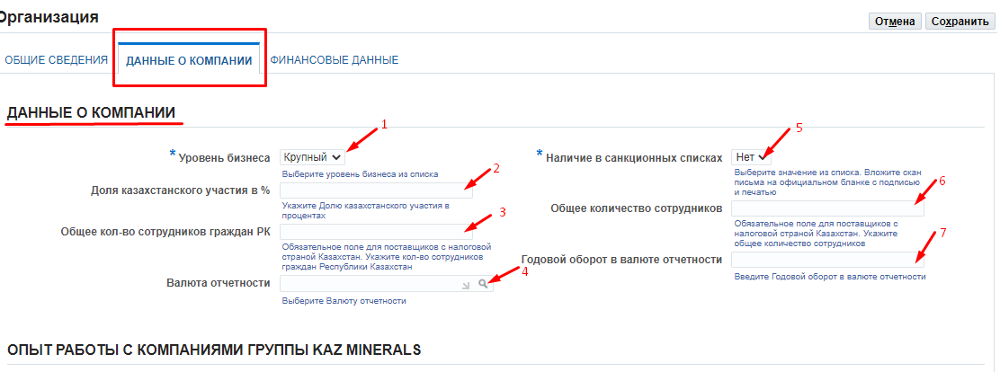 Организация
Отмена Сохранить
ОБЩИЕ СВЕДЕНИЯ ДАННЫЕ О КОМПАНИИ ФИНАНСОВЫЕ ДАННЫЕ
ДАННЫЕ О КОМПАНИИ
1
* Уровень бизнеса Крупный
Выберите уровень бизнеса из списка
2
Доля казахстанского участия в %
Укажите Долю казахстанского участия в
процентах
3
Общее кол-во сотрудников граждан РК
Обязательное поле для поставщиков с налоговой
страной Казахстан. Укажите кол-во сотрудников
граждан Республики Казахстан
4
Валюта отчетности
Выберите Валюту отчетности
5
* Наличие в санкционных списках Нет
Выберите значение из списка. Вложите скан
письма на официальном бланке с подписью
и печатью
6
Общее количество сотрудников
Обязательное поле для поставщиков с
налоговой страной Казахстан. Укажите
общее количество сотрудников
7
Годовой оборот в валюте отчетности
Введите Годовой оборот в валюте отчетности
ОПЫТ РАБОТЫ С КОМПАНИЯМИ ГРУППЫ KAZ MINERALS